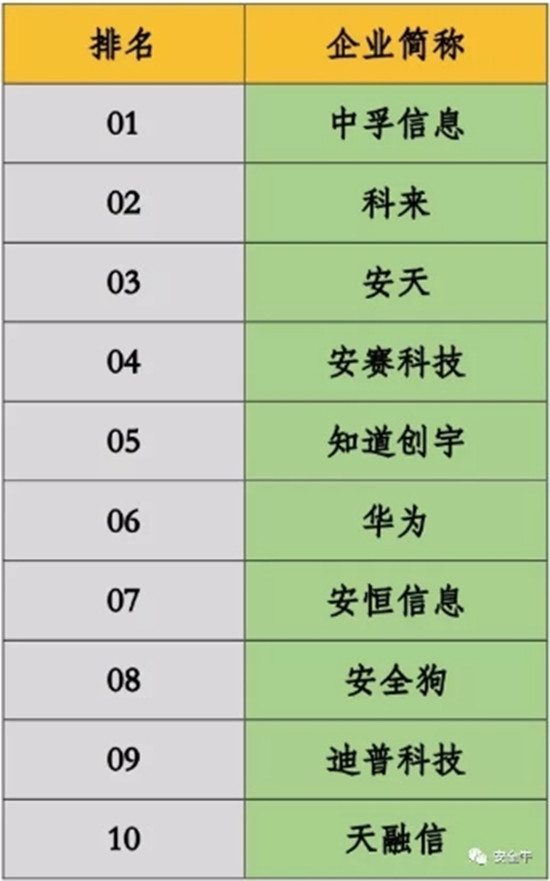 排名 企业简称
01 中孚信息
02 科来
03 安天
04 安赛科技
05 知道创宇
06 华为
07 安恒信息
08 安全狗
09 迪普科技
10 天融信
安全牛